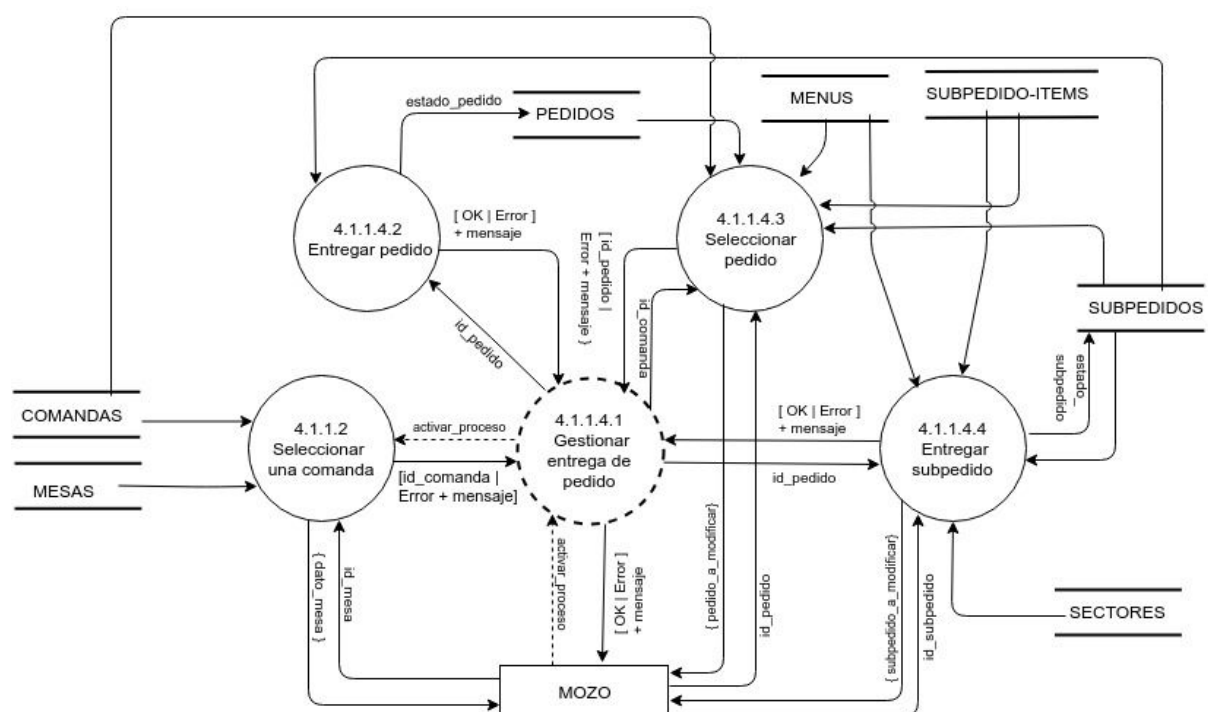 estado_pedido
PEDIDOS
MENUS
SUBPEDIDO-ITEMS
4.1.1.4.2
Entregar pedido
[ OK | Error ]
+ mensaje
[ id_pedido |
Error + mensaje }
4.1.1.4.3
Seleccionar
pedido
id_pedido
id_comanda
SUBPEDIDOS
estado_
subpedido
COMANDAS
MESAS
4.1.1.2
Seleccionar
una comanda
activar_proceso
[id_comanda |
Error + mensaje]
4.1.1.4.1
Gestionar
entrega de
pedido
[ OK | Error ]
+ mensaje
id_pedido
4.1.1.4.4
Entregar
subpedido
{ dato_mesa }
id_mesa
activar_proceso
[ OK | Error ]
+ mensaje
{ pedido_a_modificar}
id_pedido
{ subpedido_a_modificar}
id_subpedido
SECTORES
MOZO